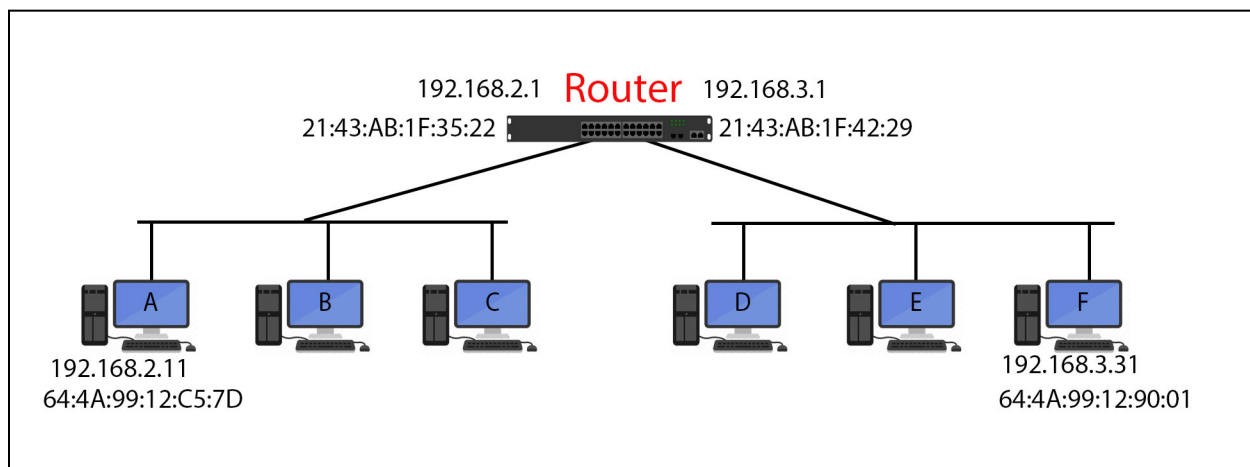 192.168.2.1 Router 192.168.3.1
21:43:AB:1F:35:22 21:43:AB:1F:42:29
A B C D E F
192.168.2.11 192.168.3.31
64:4A:99:12:C5:7D 64:4A:99:12:90:01